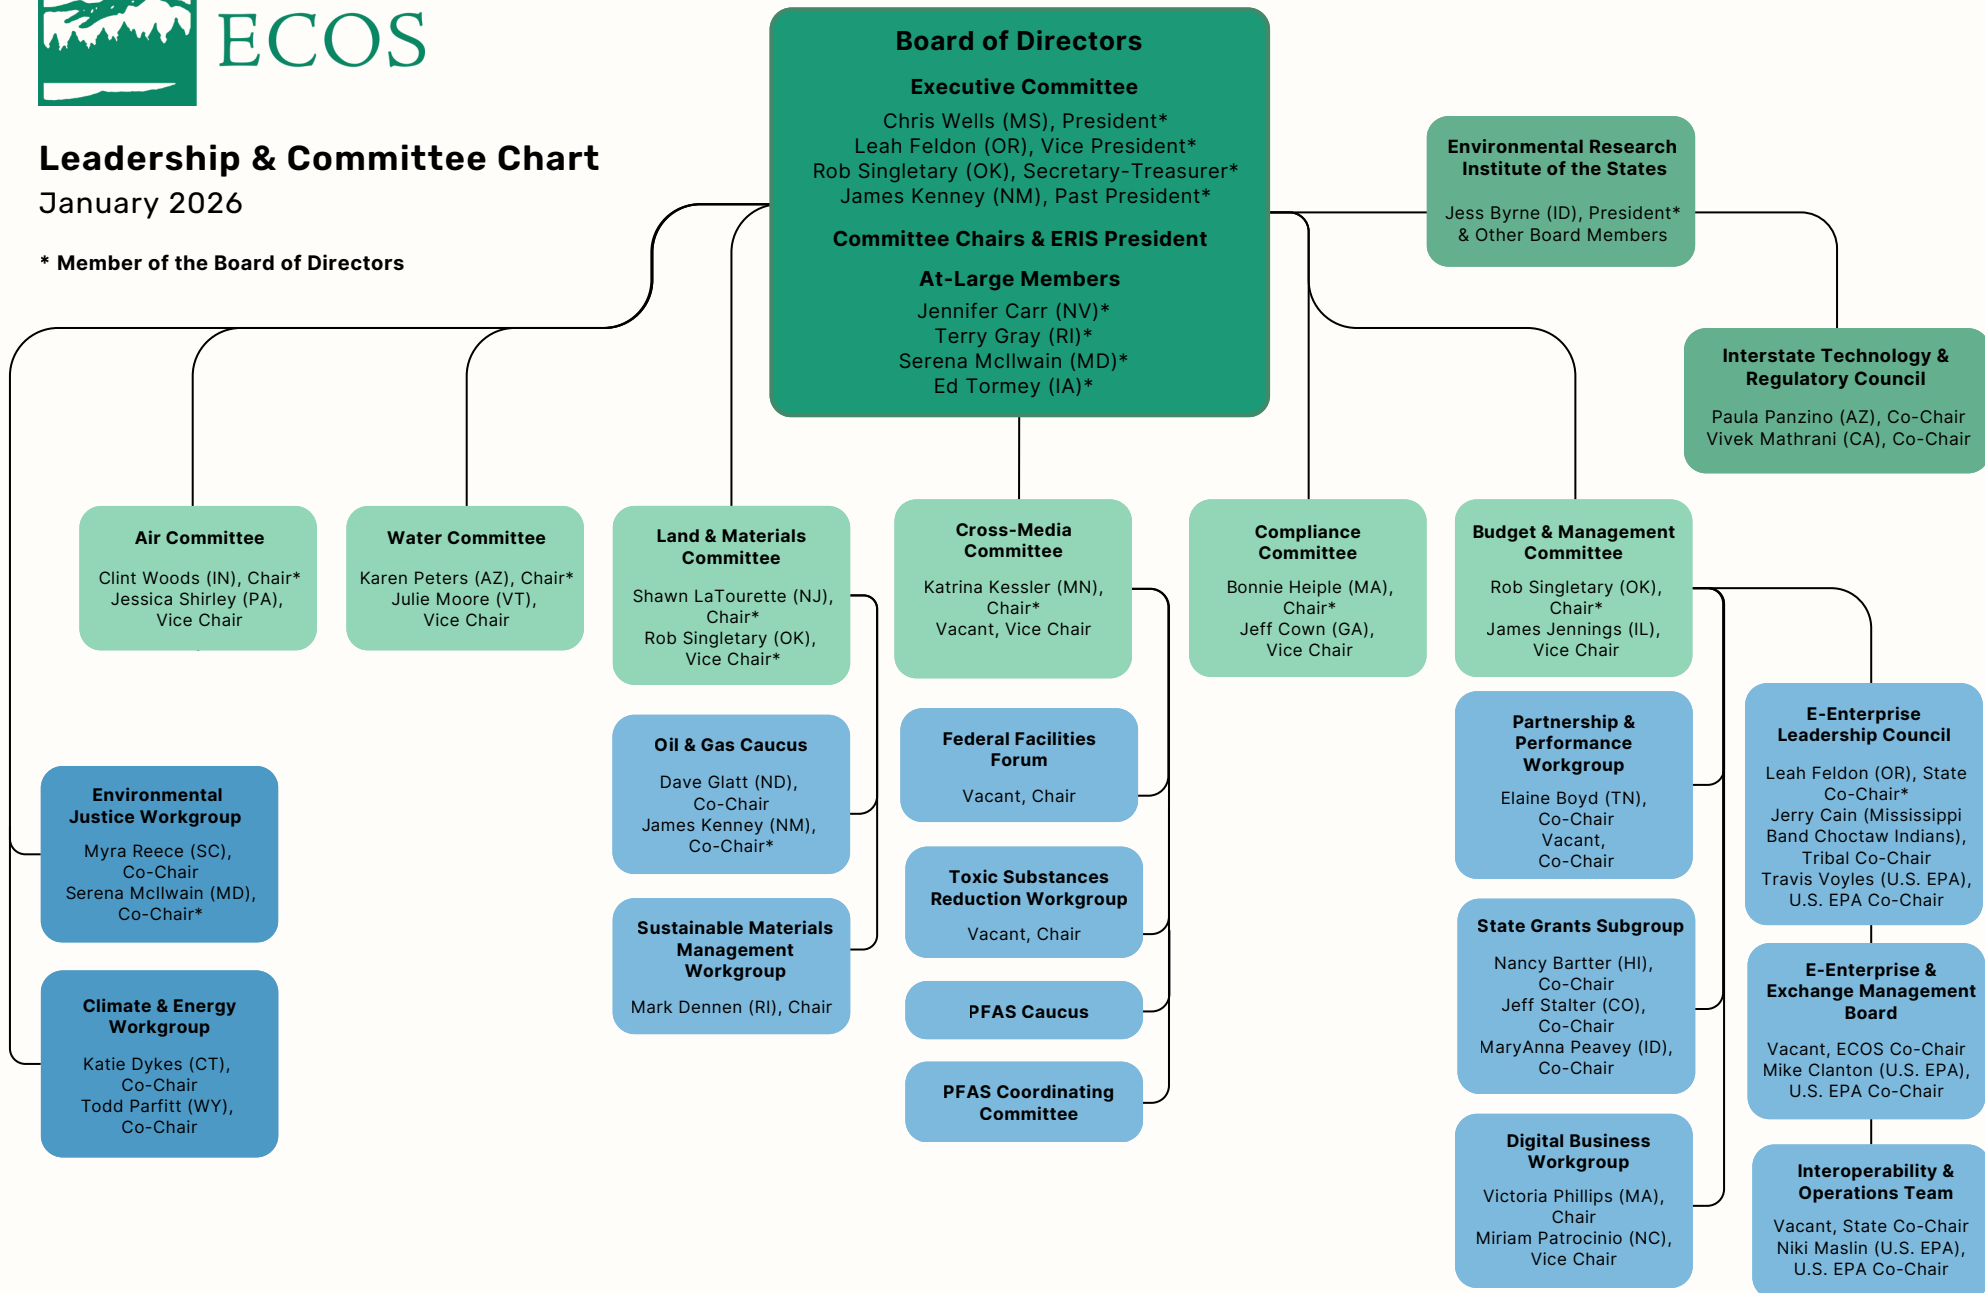 ECOS
Leadership & Committee Chart
January 2026
* Member of the Board of Directors
Board of Directors
Executive Committee
Chris Wells (MS), President*
Leah Feldon (OR), Vice President*
Rob Singletary (OK), Secretary-Treasurer*
James Kenney (NM), Past President*
Committee Chairs & ERIS President
At-Large Members
Jennifer Carr (NV)*
Terry Gray (RI)*
Serena McIlwain (MD)*
Ed Tormey (IA)*
Environmental Research
Institute of the States
Jess Byrne (ID), President*
& Other Board Members
Interstate Technology &
Regulatory Council
Paula Panzino (AZ), Co-Chair
Vivek Mathrani (CA), Co-Chair
Air Committee
Clint Woods (IN), Chair*
Jessica Shirley (PA),
Vice Chair
Water Committee
Karen Peters (AZ), Chair*
Julie Moore (VT),
Vice Chair
Land & Materials
Committee
Shawn LaTourette (NJ),
Chair*
Rob Singletary (OK),
Vice Chair*
Cross-Media
Committee
Katrina Kessler (MN),
Chair*
Vacant, Vice Chair
Compliance
Committee
Bonnie Heiple (MA),
Chair*
Jeff Cown (GA),
Vice Chair
Budget & Management
Committee
Rob Singletary (OK),
Chair*
James Jennings (IL),
Vice Chair
Environmental
Justice Workgroup
Myra Reece (SC),
Co-Chair
Serena McIlwain (MD),
Co-Chair*
Climate & Energy
Workgroup
Katie Dykes (CT),
Co-Chair
Todd Parfitt (WY),
Co-Chair
Oil & Gas Caucus
Dave Glatt (ND),
Co-Chair
James Kenney (NM),
Co-Chair*
Sustainable Materials
Management
Workgroup
Mark Dennen (RI), Chair
Federal Facilities
Forum
Vacant, Chair
Toxic Substances
Reduction Workgroup
Vacant, Chair
PFAS Caucus
PFAS Coordinating
Committee
Partnership &
Performance
Workgroup
Elaine Boyd (TN),
Co-Chair
Vacant,
Co-Chair
State Grants Subgroup
Nancy Bartter (HI),
Co-Chair
Jeff Stalter (CO),
Co-Chair
MaryAnna Peavey (ID),
Co-Chair
Digital Business
Workgroup
Victoria Phillips (MA),
Chair
Miriam Patrocinio (NC),
Vice Chair
E-Enterprise
Leadership Council
Leah Feldon (OR), State
Co-Chair*
Jerry Cain (Mississippi
Band Choctaw Indians),
Tribal Co-Chair
Travis Voyles (U.S. EPA),
U.S. EPA Co-Chair
E-Enterprise &
Exchange Management
Board
Vacant, ECOS Co-Chair
Mike Clanton (U.S. EPA),
U.S. EPA Co-Chair
Interoperability &
Operations Team
Vacant, State Co-Chair
Niki Maslin (U.S. EPA),
U.S. EPA Co-Chair